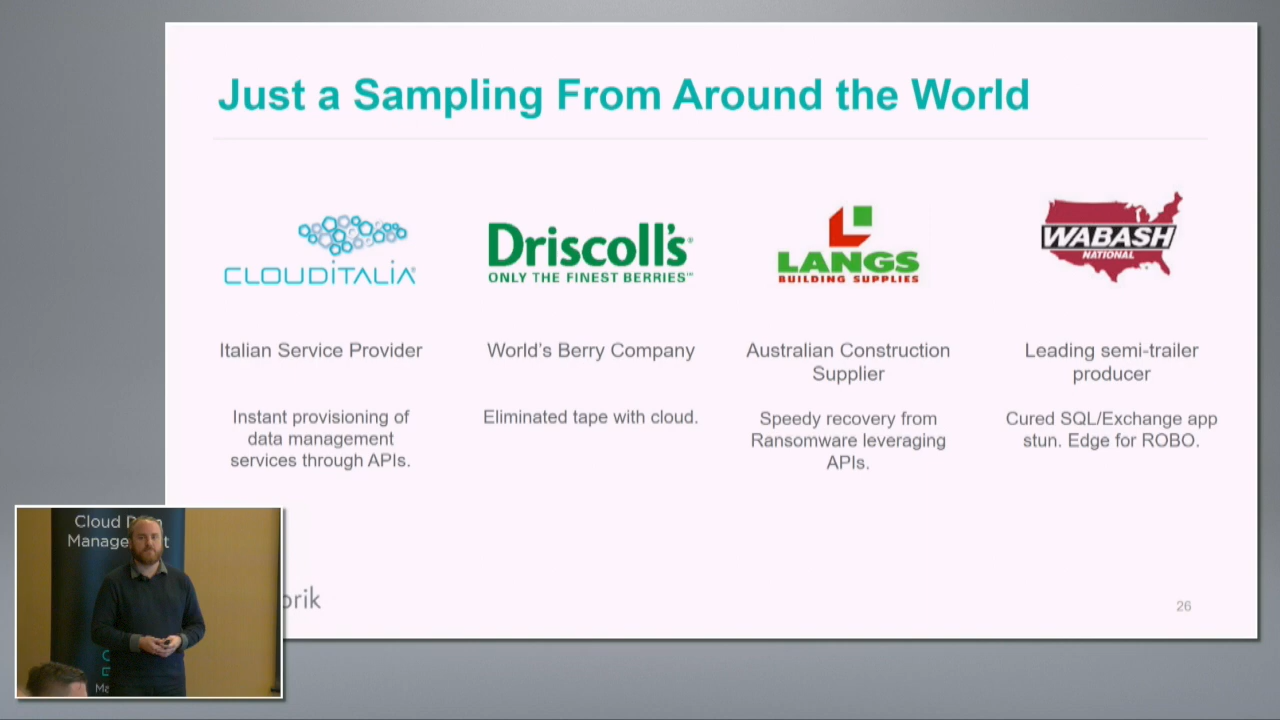 Just a Sampling From Around the World
CLOUDITALIA
Driscoll's®
ONLY THE FINEST BERRIES™
LANGS
BUILDING SUPPLIES
WABASH
NATIONAL
Italian Service Provider
World's Berry Company
Australian Construction
Supplier
Leading semi-trailer
producer
Instant provisioning of
data management
services through APIs.
Eliminated tape with cloud.
Speedy recovery from
Ransomware leveraging
APIs.
Cured SQL/Exchange app
stun. Edge for ROBO.
Cloud
26